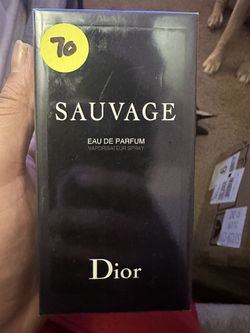 70
SAUVAGE
EAU DE PARFUM
VAPORISATEUR SPRAY
Dior